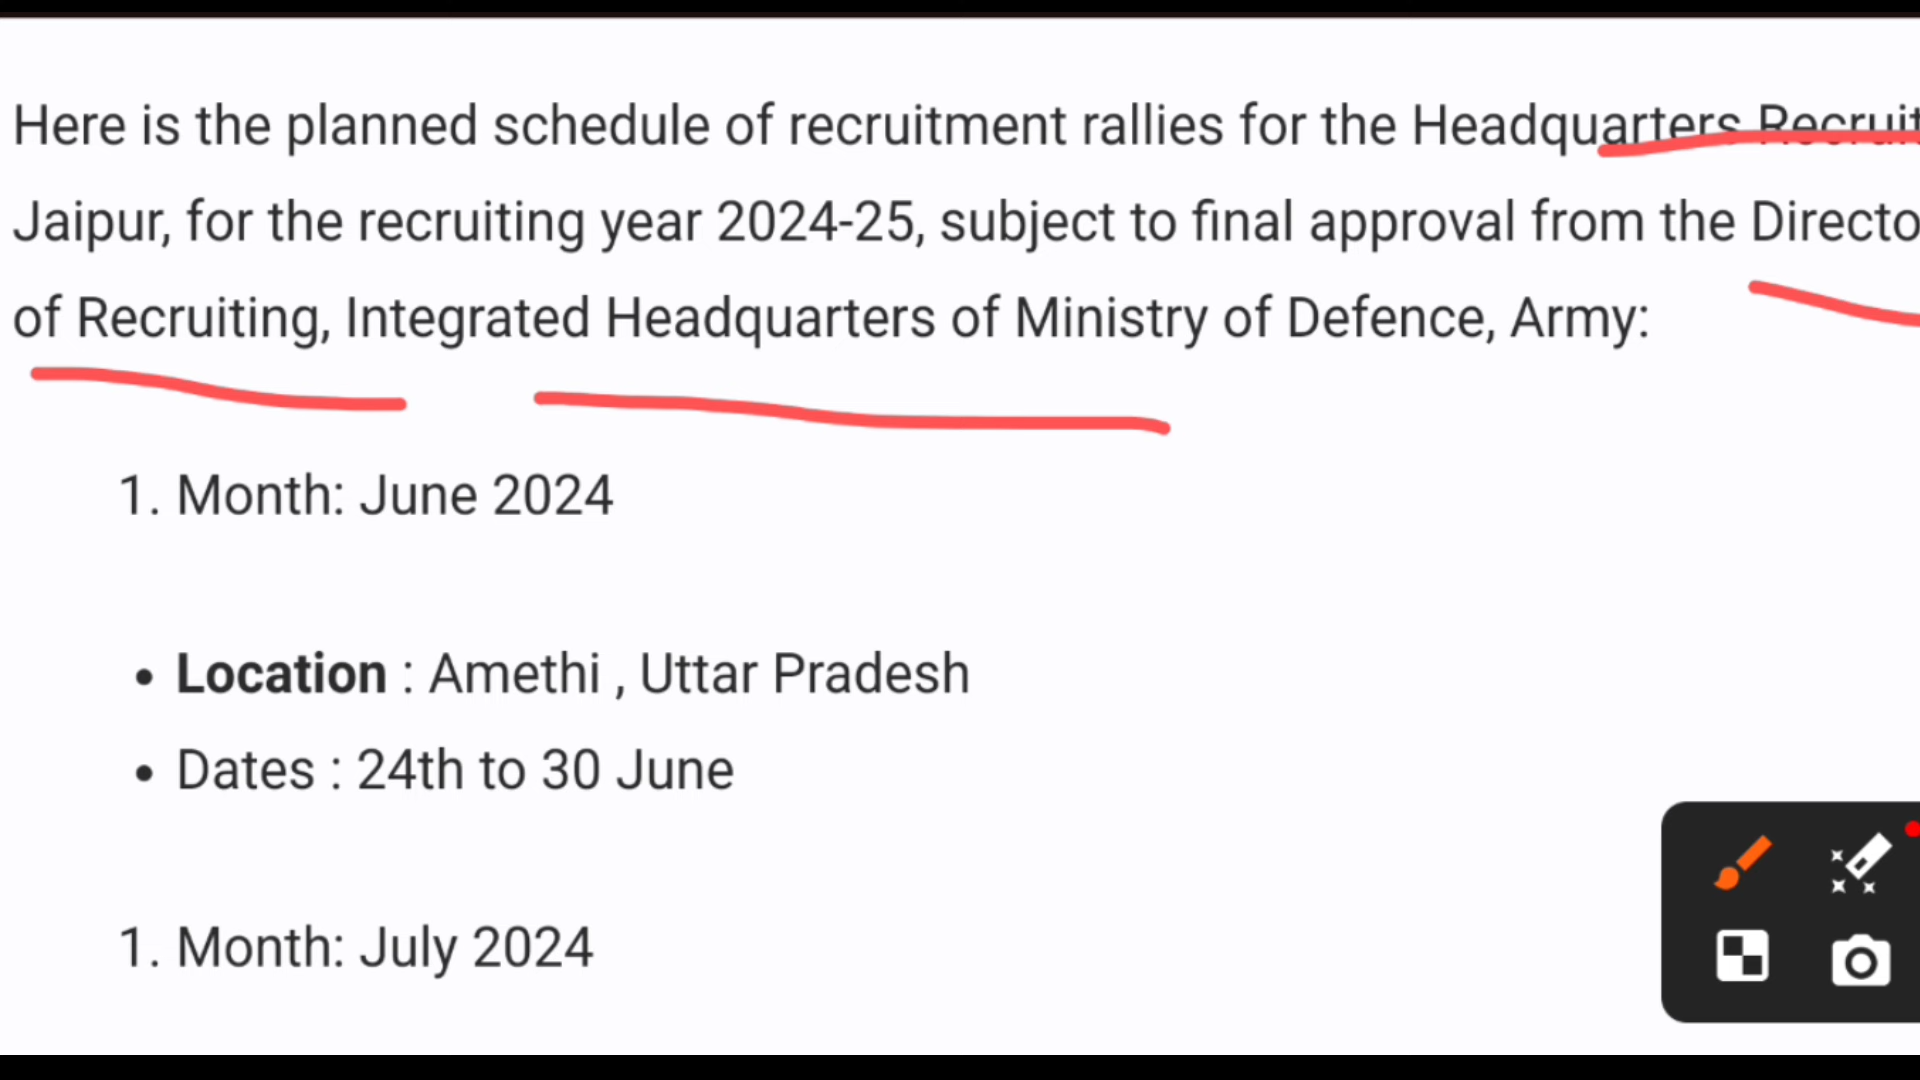 Here is the planned schedule of recruitment rallies for the Headquarters Recruit
Jaipur, for the recruiting year 2024-25, subject to final approval from the Directo
of Recruiting, Integrated Headquarters of Ministry of Defence, Army:
1. Month: June 2024
• Location : Amethi , Uttar Pradesh
• Dates : 24th to 30 June
1. Month: July 2024